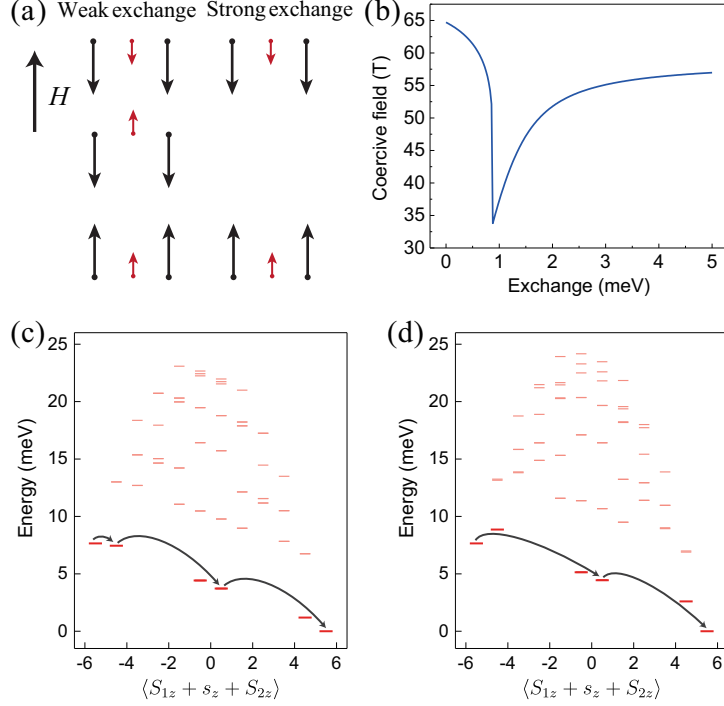 (a) Weak exchange Strong exchange
H
(b)
Coercive field (T)
65
60
55
50
45
40
35
30
0 1 2 3 4 5
Exchange (meV)
(c)
Energy (meV)
25
20
15
10
5
0
-6 -4 -2 0 2 4 6
⟨S₁z + sz + S₂z⟩
(d)
Energy (meV)
25
20
15
10
5
0
-6 -4 -2 0 2 4 6
⟨S₁z + sz + S₂z⟩